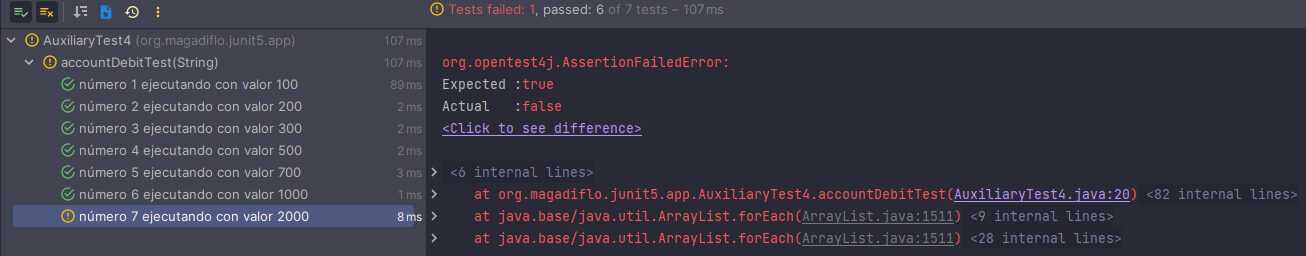 Tests failed: 1, passed: 6 of 7 tests – 107 ms
AuxiliaryTest4 (org.magadiflo.junit5.app) 107 ms
accountDebitTest(String) 107 ms
número 1 ejecutando con valor 100 89 ms
número 2 ejecutando con valor 200 2 ms
número 3 ejecutando con valor 300 2 ms
número 4 ejecutando con valor 500 2 ms
número 5 ejecutando con valor 700 3 ms
número 6 ejecutando con valor 1000 1 ms
número 7 ejecutando con valor 2000 8 ms
org.opentest4j.AssertionFailedError:
Expected :true
Actual   :false
<Click to see difference>
<6 internal lines>
at org.magadiflo.junit5.app.AuxiliaryTest4.accountDebitTest(AuxiliaryTest4.java:20) <82 internal lines>
at java.base/java.util.ArrayList.forEach(ArrayList.java:1511) <9 internal lines>
at java.base/java.util.ArrayList.forEach(ArrayList.java:1511) <28 internal lines>